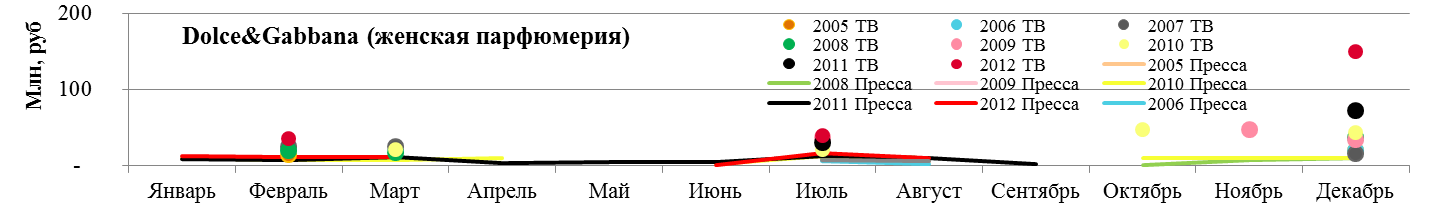 200
2005 ТВ 2006 ТВ 2007 ТВ
Dolce&Gabbana (женская парфюмерия)
2008 ТВ 2009 ТВ 2010 ТВ
2011 ТВ 2012 ТВ 2005 Пресса
Млн, руб
100
2008 Пресса 2009 Пресса 2010 Пресса
2011 Пресса 2012 Пресса 2006 Пресса
-
Январь Февраль Март Апрель Май Июнь Июль Август Сентябрь Октябрь Ноябрь Декабрь